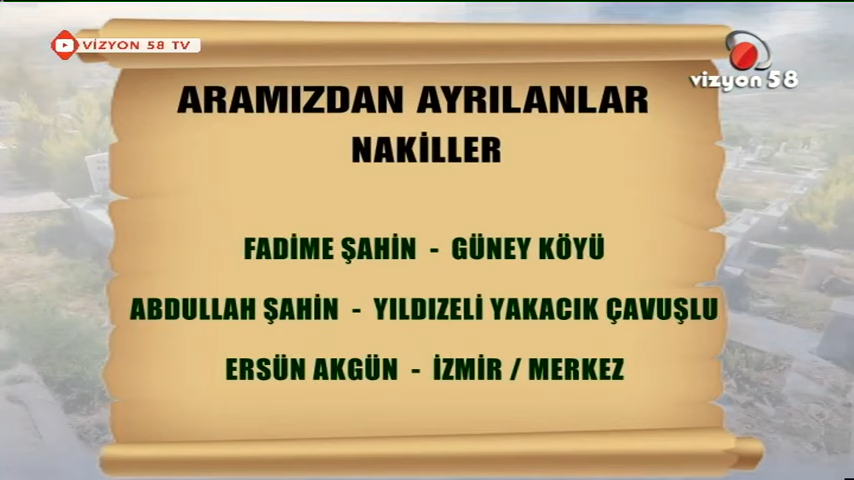 VİZYON 58 TV
vizyon 58
ARAMIZDAN AYRILANLAR
NAKİLLER
FADİME ŞAHİN - GÜNEY KÖYÜ
ABDULLAH ŞAHİN - YILDIZELİ YAKACIK ÇAVUŞLU
ERSÜN AKGÜN - İZMİR / MERKEZ